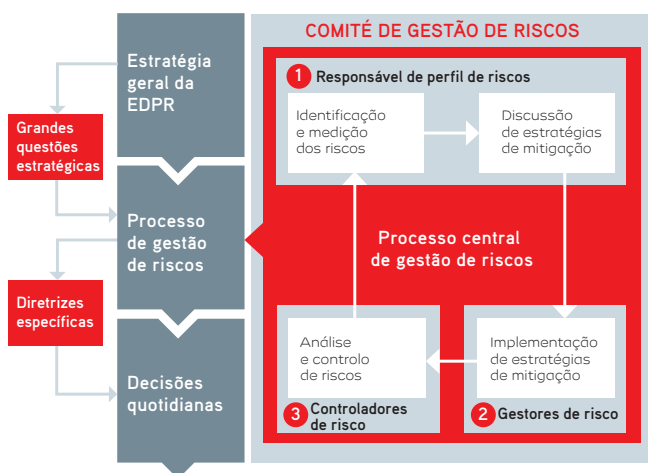 COMITÉ DE GESTÃO DE RISCOS
Estratégia
geral da
EDPR
Grandes
questões
estratégicas
Processo
de gestão
de riscos
Diretrizes
específicas
Decisões
quotidianas
1 Responsável de perfil de riscos
Identificação
e medição
dos riscos
Discussão
de estratégias
de mitigação
Processo central
de gestão de riscos
Análise
e controlo
de riscos
Implementação
de estratégias
de mitigação
3 Controladores
de risco
2 Gestores de risco